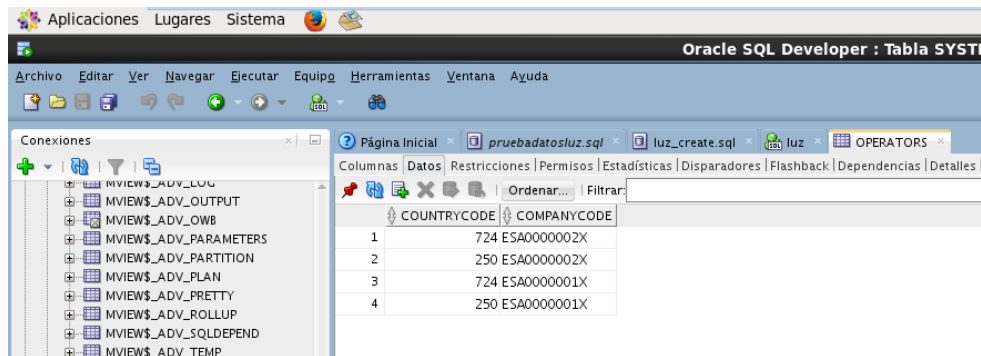 Aplicaciones Lugares Sistema
Oracle SQL Developer : Tabla SYST
Archivo Editar Ver Navegar Ejecutar Equipo Herramientas Ventana Ayuda
Conexiones
Página Inicial pruebadatosluz.sql luz_create.sql luz OPERATORS
Columnas Datos Restricciones Permisos Estadísticas Disparadores Flashback Dependencias Detalles
Ordenar... Filtrar:
MVIEW$_ADV_LOG
MVIEW$_ADV_OUTPUT
MVIEW$_ADV_OWB
MVIEW$_ADV_PARAMETERS
MVIEW$_ADV_PARTITION
MVIEW$_ADV_PLAN
MVIEW$_ADV_PRETTY
MVIEW$_ADV_ROLLUP
MVIEW$_ADV_SQLDEPEND
MVIEW$_ADV_TEMP
COUNTRYCODE COMPANYCODE
1 724 ESA0000002X
2 250 ESA0000002X
3 724 ESA0000001X
4 250 ESA0000001X